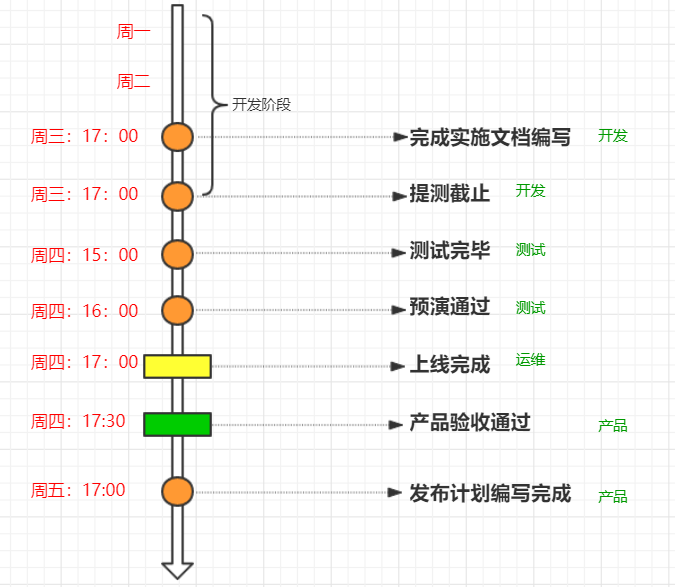 周一
周二
开发阶段
周三：17：00 完成实施文档编写 开发
周三：17：00 提测截止 开发
周四：15：00 测试完毕 测试
周四：16：00 预演通过 测试
周四：17：00 上线完成 运维
周四：17:30 产品验收通过 产品
周五：17:00 发布计划编写完成 产品